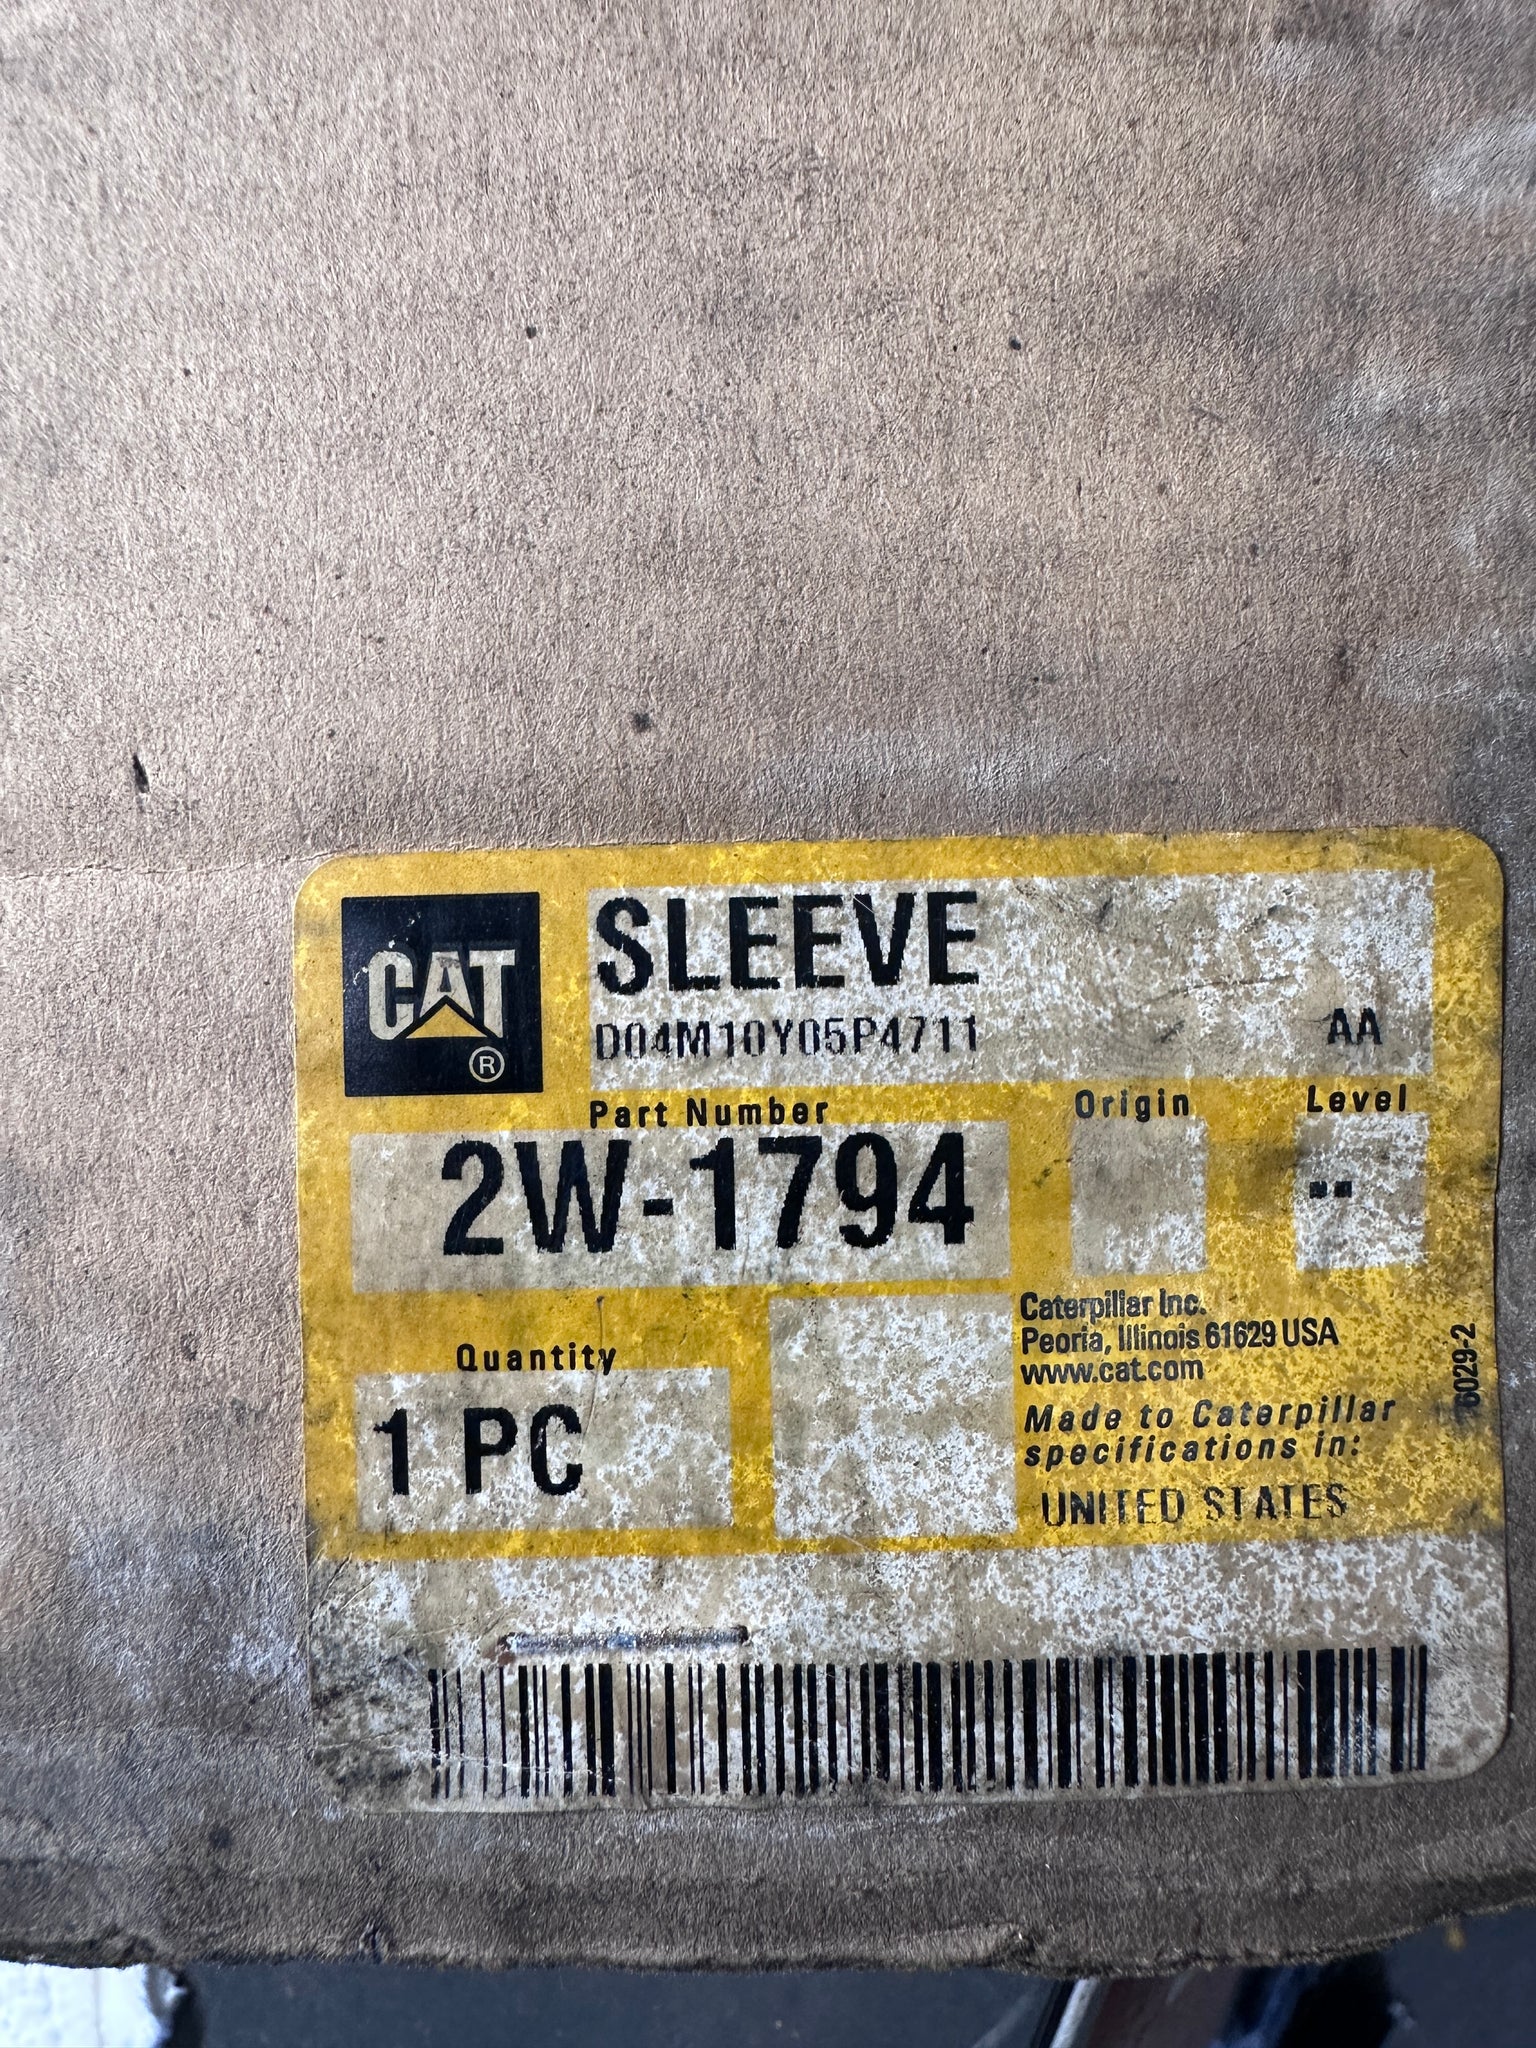 CAT
®
SLEEVE
D04M10Y05P4711
AA
Part Number
Origin
Level
2W-1794
--
Quantity
1 PC
Caterpillar Inc.
Peoria, Illinois 61629 USA
www.cat.com
Made to Caterpillar
specifications in:
UNITED STATES
6029-2